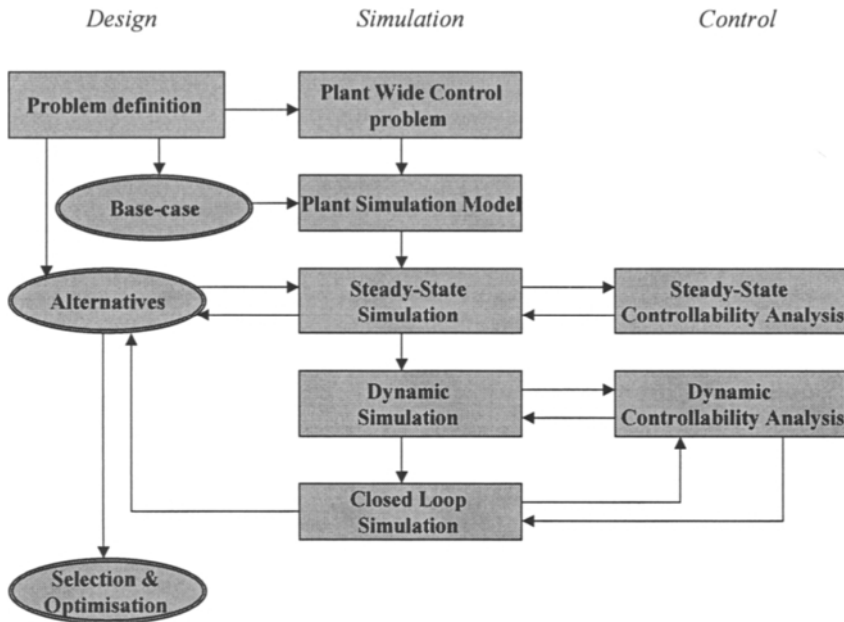 Design
Simulation
Control
Problem definition
Plant Wide Control
problem
Base-case
Plant Simulation Model
Alternatives
Steady-State
Simulation
Steady-State
Controllability Analysis
Dynamic
Simulation
Dynamic
Controllability Analysis
Closed Loop
Simulation
Selection &
Optimisation